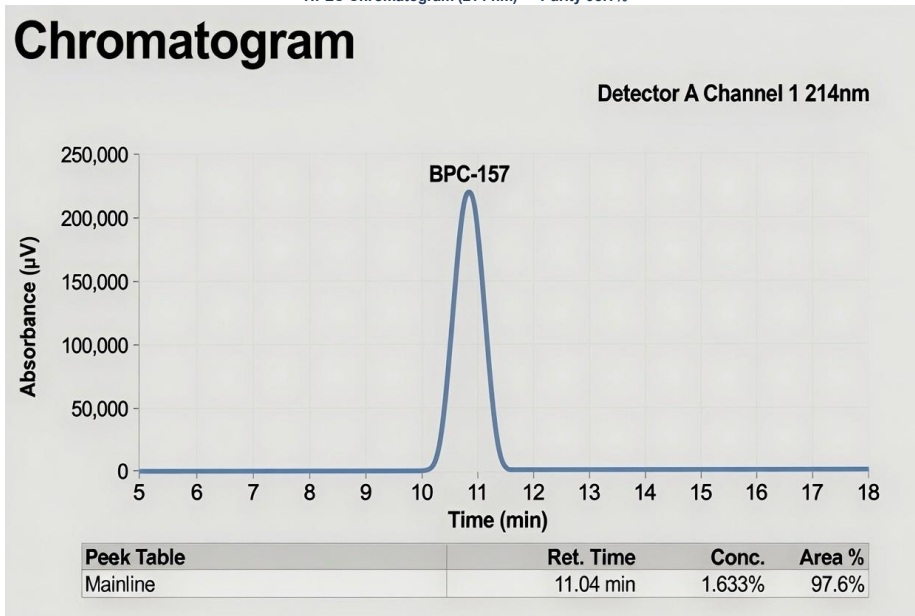 Chromatogram
Detector A Channel 1 214nm
BPC-157
Absorbance (µV)
250,000
200,000
150,000
100,000
50,000
0
5 6 7 8 9 10 11 12 13 14 15 16 17 18
Time (min)
Peek Table Ret. Time Conc. Area %
Mainline 11.04 min 1.633% 97.6%